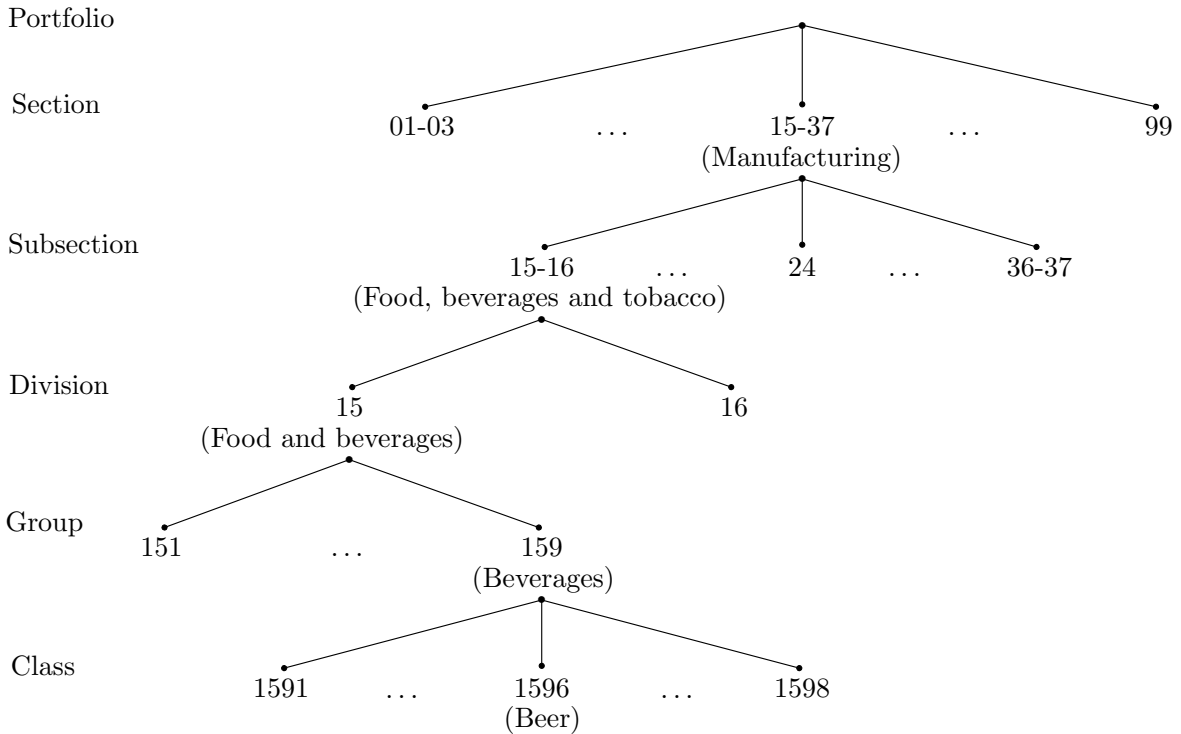 Portfolio
Section
01-03 ... 15-37 ... 99
(Manufacturing)
Subsection
15-16 ... 24 ... 36-37
(Food, beverages and tobacco)
Division
15 16
(Food and beverages)
Group
151 ... 159
(Beverages)
Class
1591 ... 1596 ... 1598
(Beer)